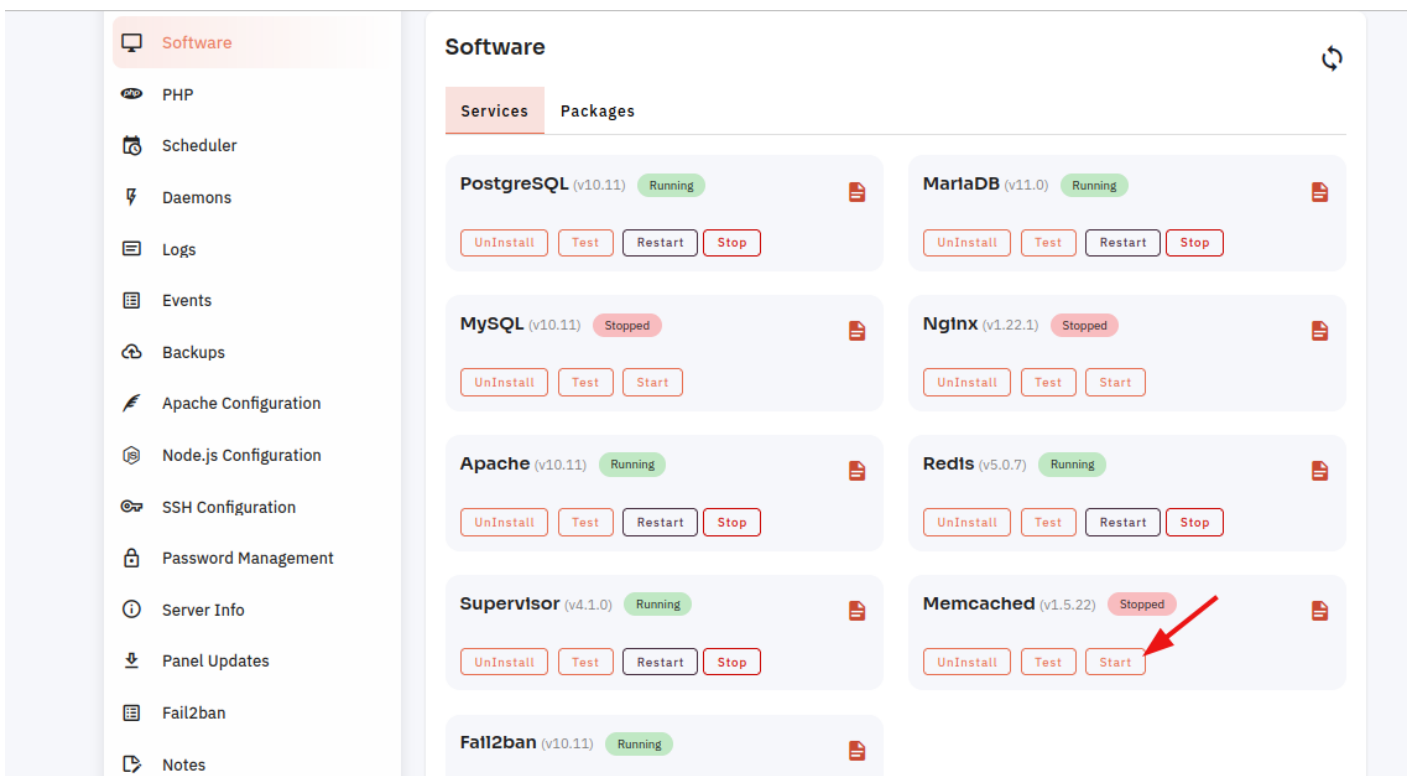 Software
PHP
Scheduler
Daemons
Logs
Events
Backups
Apache Configuration
Node.js Configuration
SSH Configuration
Password Management
Server Info
Panel Updates
Fail2ban
Notes
Software
Services Packages
PostgreSQL (v10.11) Running
UnInstall Test Restart Stop
MariaDB (v11.0) Running
UnInstall Test Restart Stop
MySQL (v10.11) Stopped
UnInstall Test Start
Nginx (v1.22.1) Stopped
UnInstall Test Start
Apache (v10.11) Running
UnInstall Test Restart Stop
Redis (v5.0.7) Running
UnInstall Test Restart Stop
Supervisor (v4.1.0) Running
UnInstall Test Restart Stop
Memcached (v1.5.22) Stopped
UnInstall Test Start
Fail2ban (v10.11) Running